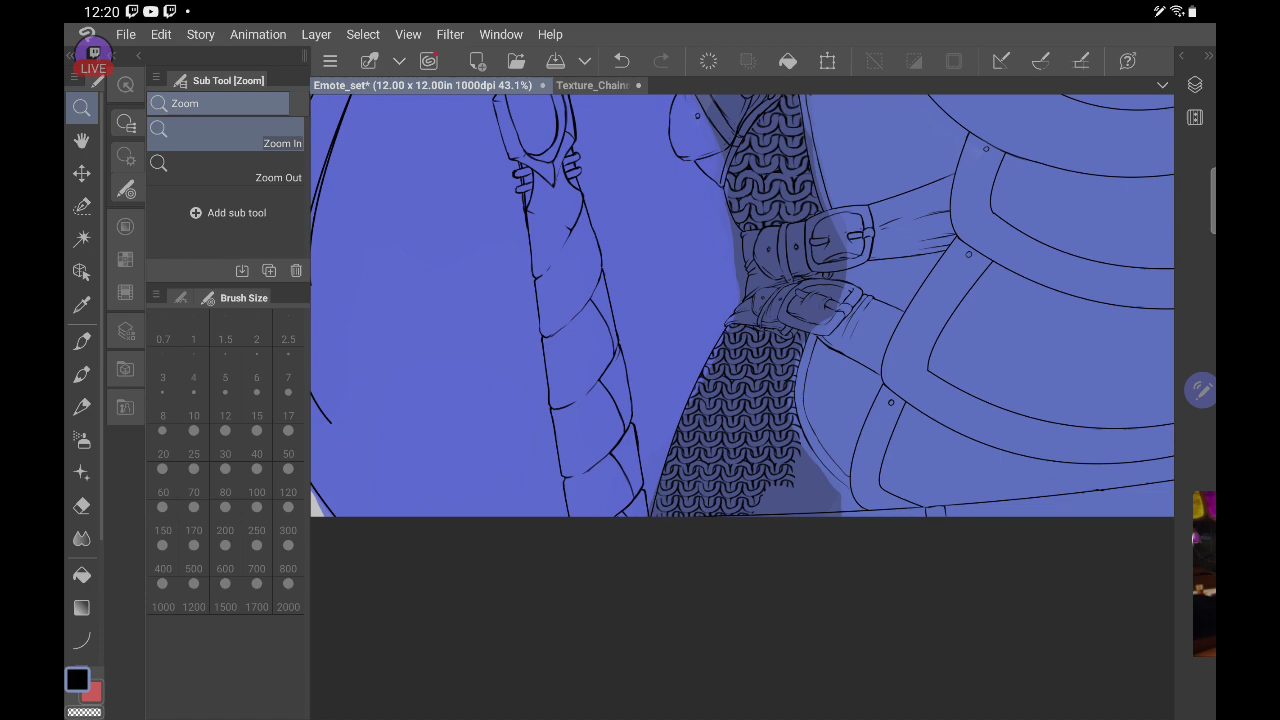 12:20
File Edit Story Animation Layer Select View Filter Window Help
LIVE
Sub Tool [Zoom]
Emote_set* (12.00 x 12.00in 1000dpi 43.1%)
Texture_Chain
Zoom
Zoom In
Zoom Out
Add sub tool
Brush Size
0.7 1 1.5 2 2.5
3 4 5 6 7
8 10 12 15 17
20 25 30 40 50
60 70 80 100 120
150 170 200 250 300
400 500 600 700 800
1000 1200 1500 1700 2000